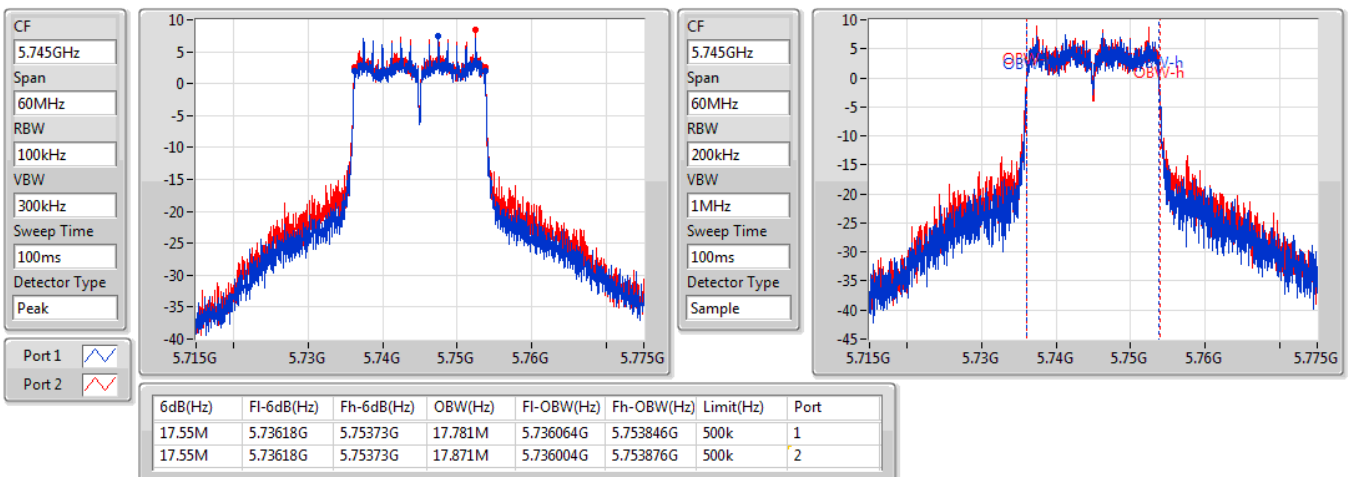 CF
5.745GHz
Span
60MHz
RBW
100kHz
VBW
300kHz
Sweep Time
100ms
Detector Type
Peak
Port 1
Port 2
10
5
0
-5
-10
-15
-20
-25
-30
-35
-40
5.715G 5.73G 5.74G 5.75G 5.76G 5.775G
CF
5.745GHz
Span
60MHz
RBW
200kHz
VBW
1MHz
Sweep Time
100ms
Detector Type
Sample
10
5
0
-5
-10
-15
-20
-25
-30
-35
-40
-45
OBW-h
5.715G 5.73G 5.74G 5.75G 5.76G 5.775G
6dB(Hz) Fl-6dB(Hz) Fh-6dB(Hz) OBW(Hz) Fl-OBW(Hz) Fh-OBW(Hz) Limit(Hz) Port
17.55M 5.73618G 5.75373G 17.781M 5.736064G 5.753846G 500k 1
17.55M 5.73618G 5.75373G 17.871M 5.736004G 5.753876G 500k 2